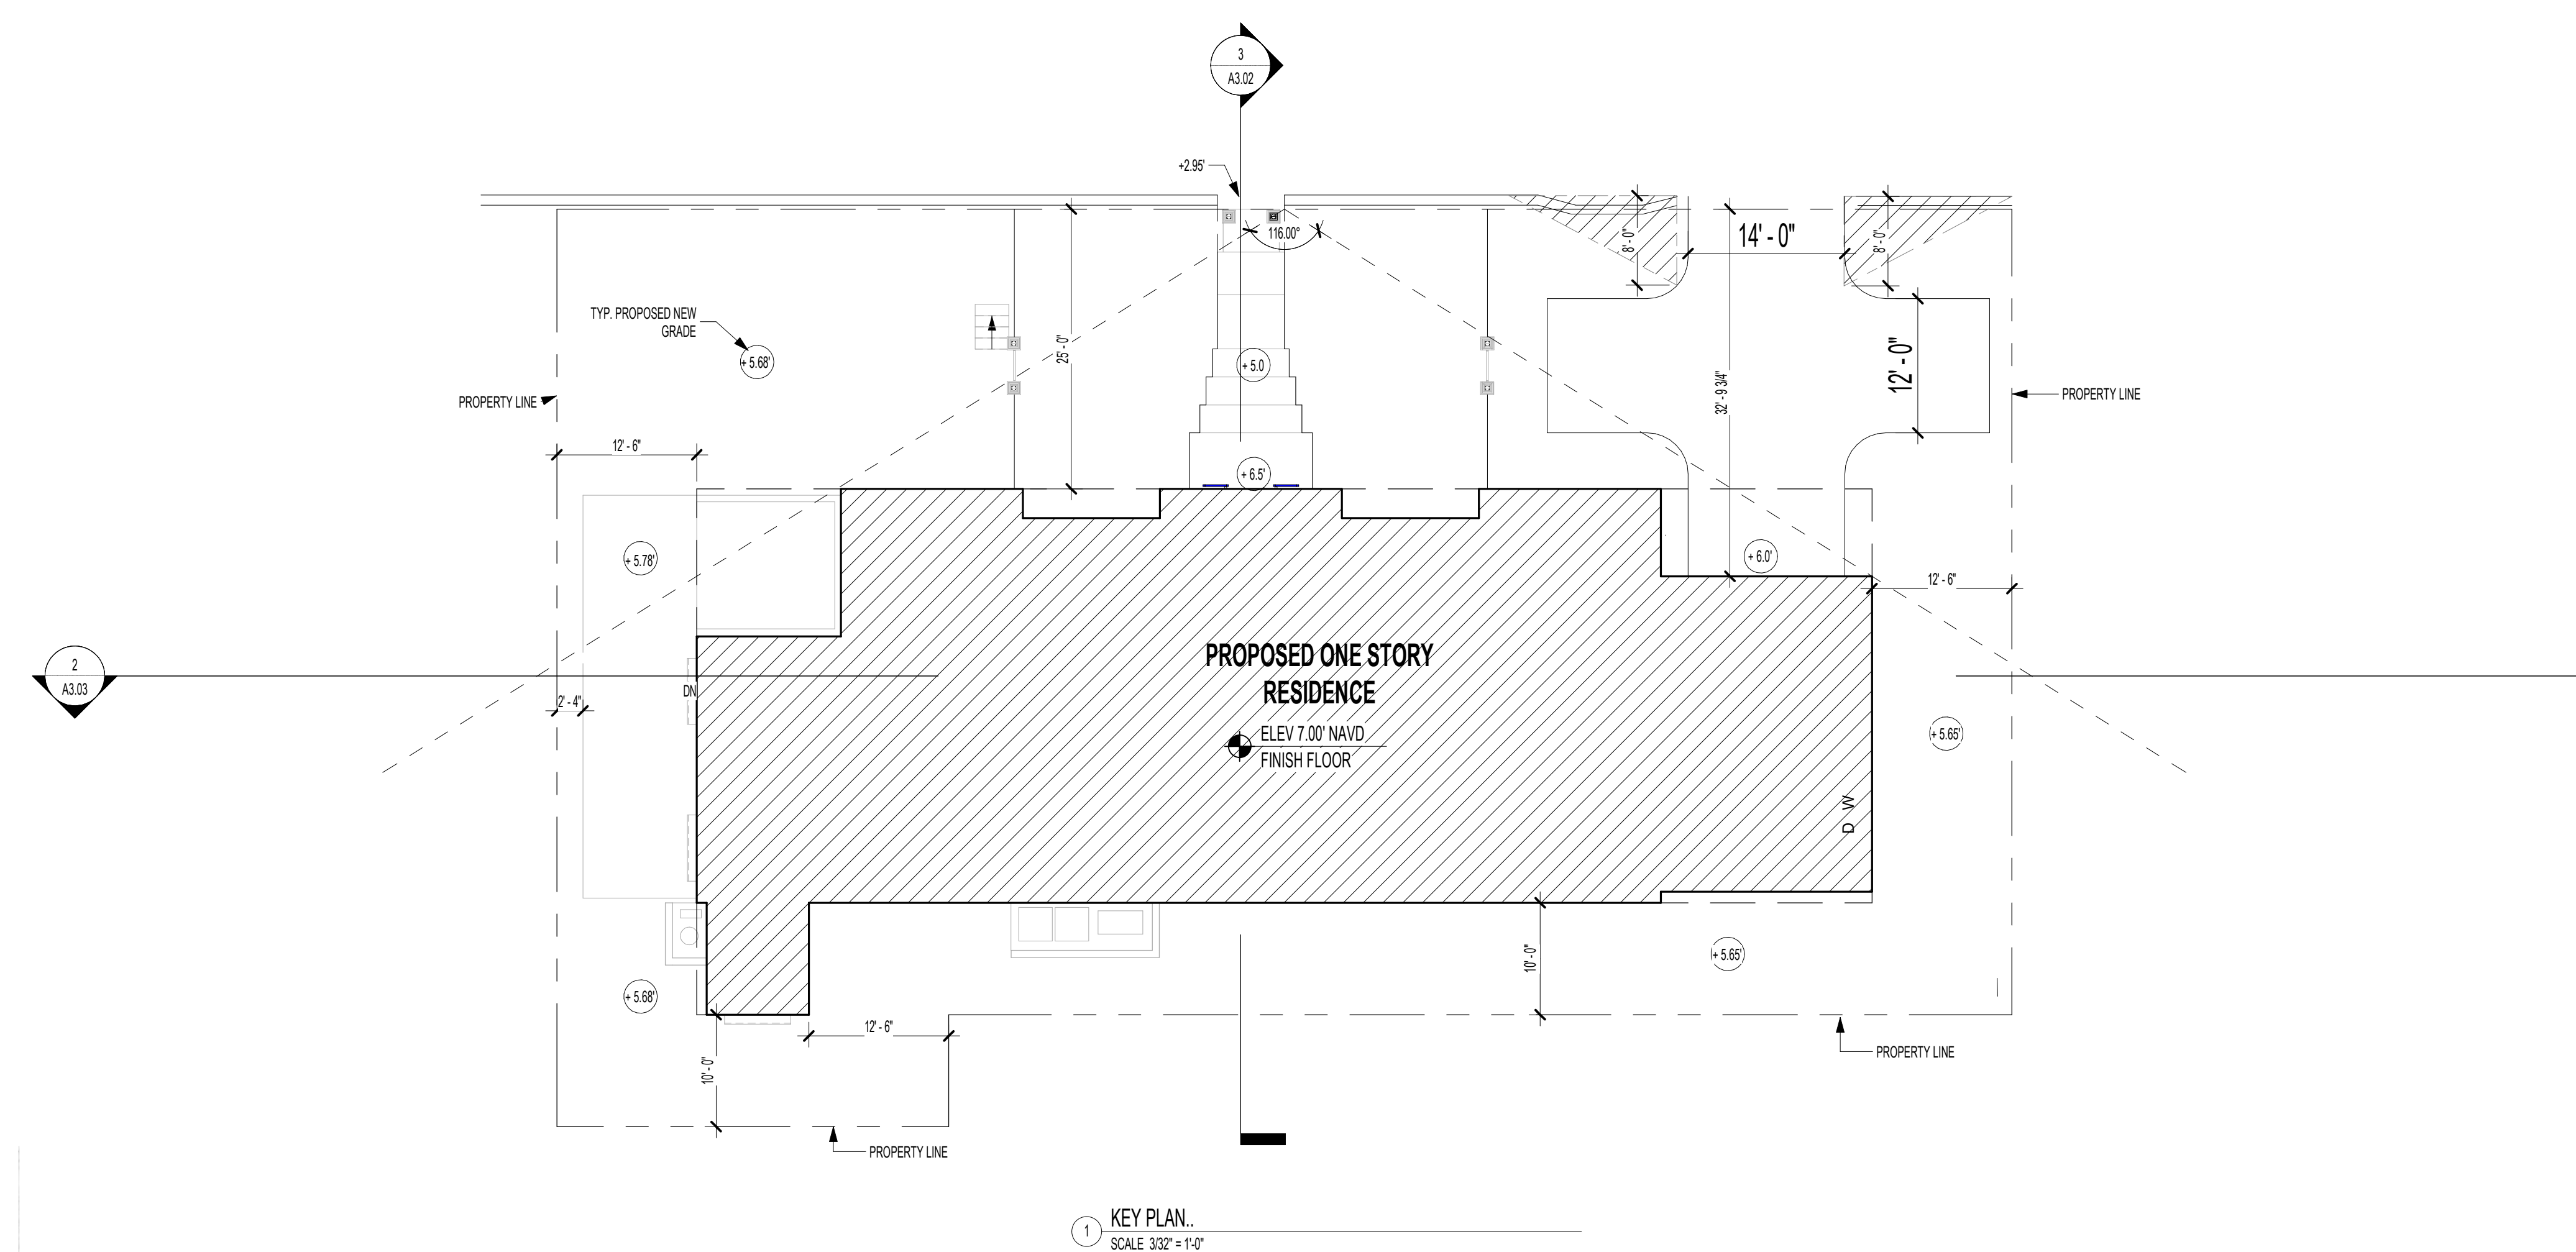 3
A3.02
+2.95'
116.00°
8' - 0"
14' - 0"
8' - 0"
TYP. PROPOSED NEW
GRADE
+ 5.68'
25' - 0"
+ 5.0
32' - 9 3/4"
12' - 0"
PROPERTY LINE
PROPERTY LINE
12' - 6"
+ 6.5'
+ 5.78'
+ 6.0'
12' - 6"
PROPOSED ONE STORY
RESIDENCE
2
A3.03
DN
2' - 4"
ELEV 7.00' NAVD
FINISH FLOOR
+ 5.65'
D W
10' - 0"
+ 5.65'
+ 5.68'
12' - 6"
10' - 0"
PROPERTY LINE
PROPERTY LINE
1
KEY PLAN..
SCALE 3/32" = 1'-0"